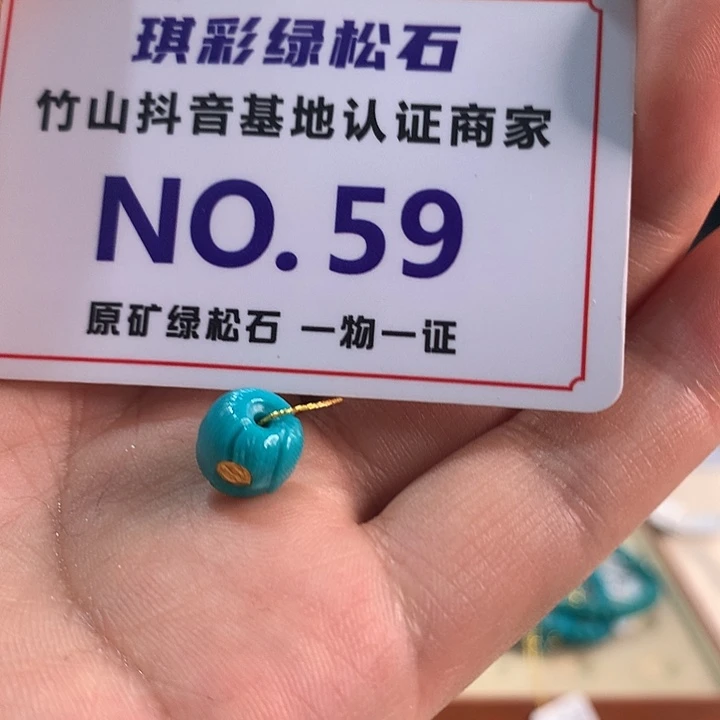 琪彩绿松石
竹山抖音基地认证商家
NO. 59
原矿绿松石 一物一证